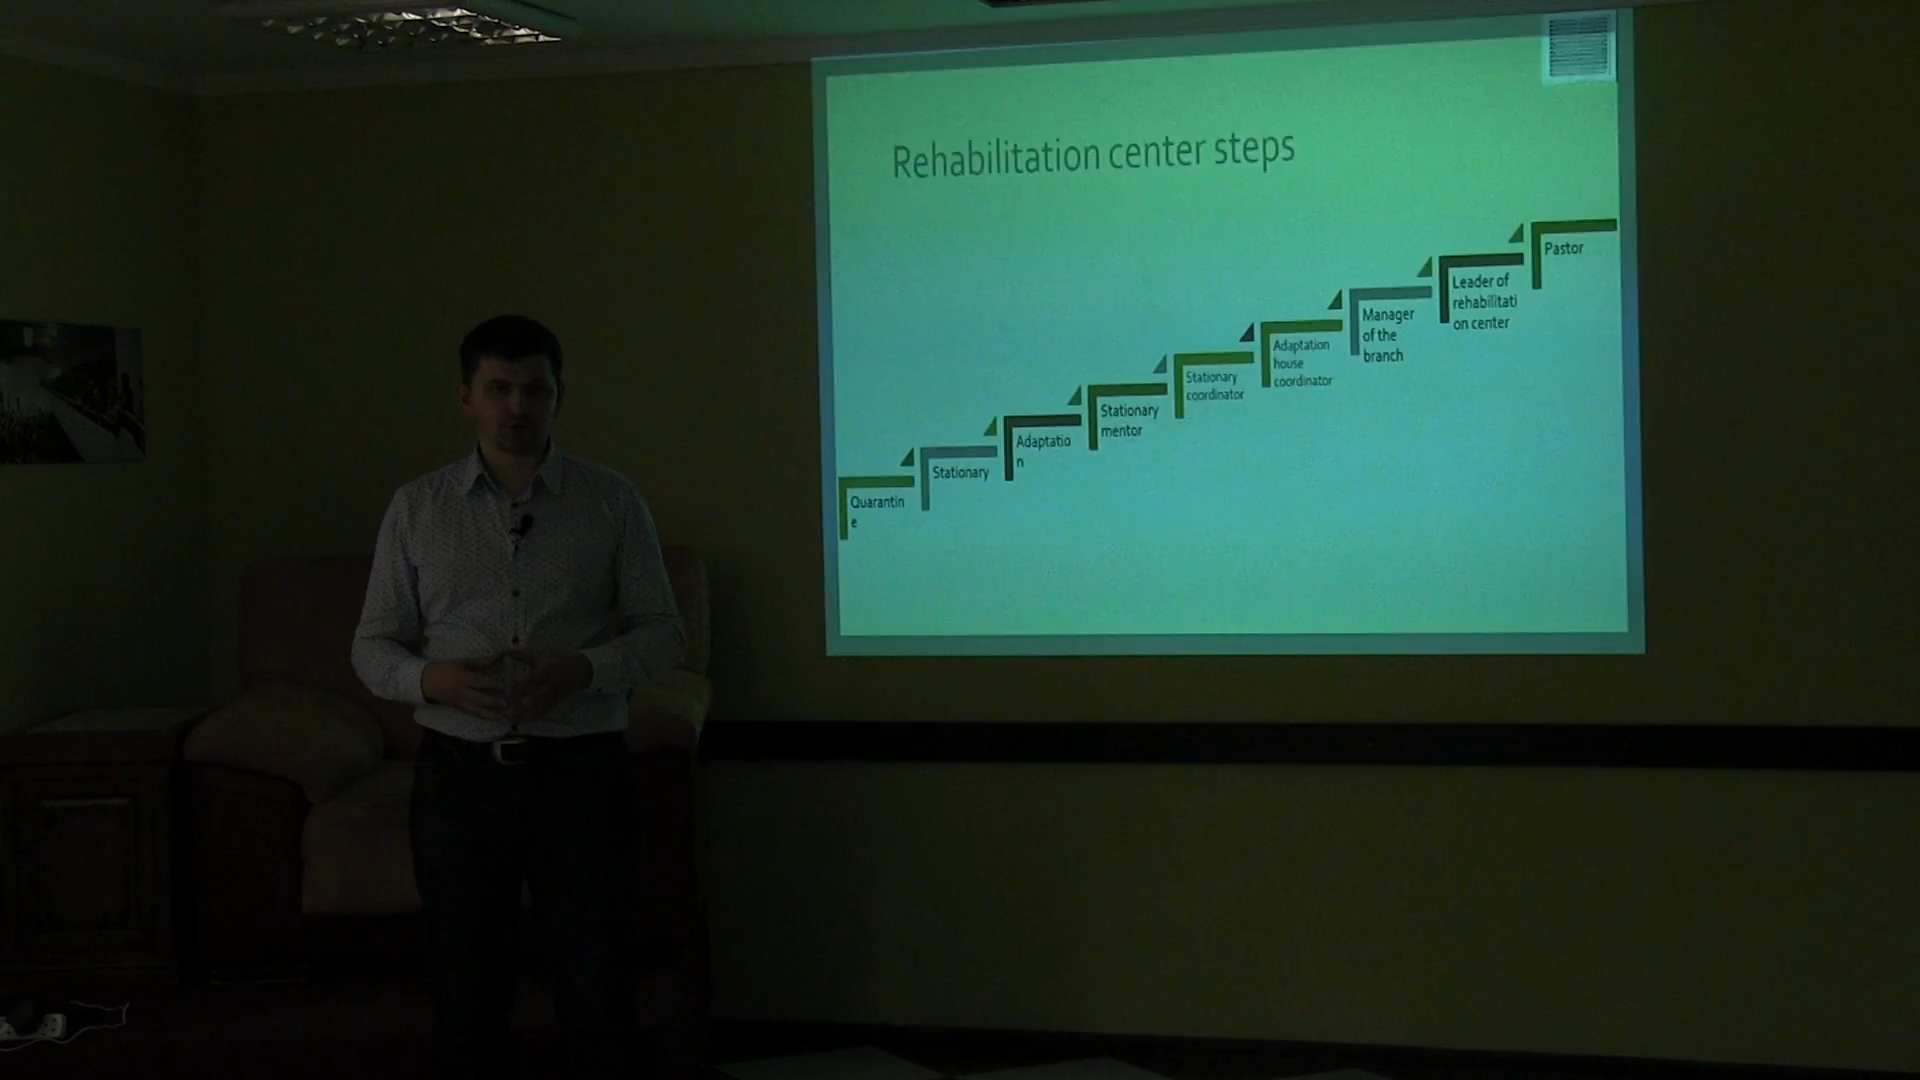 Rehabilitation center steps
Quarantin
e
Stationary
Adaptatio
n
Stationary
mentor
Stationary
coordinator
Adaptation
house
coordinator
Manager
of the
branch
Leader of
rehabilitati
on center
Pastor